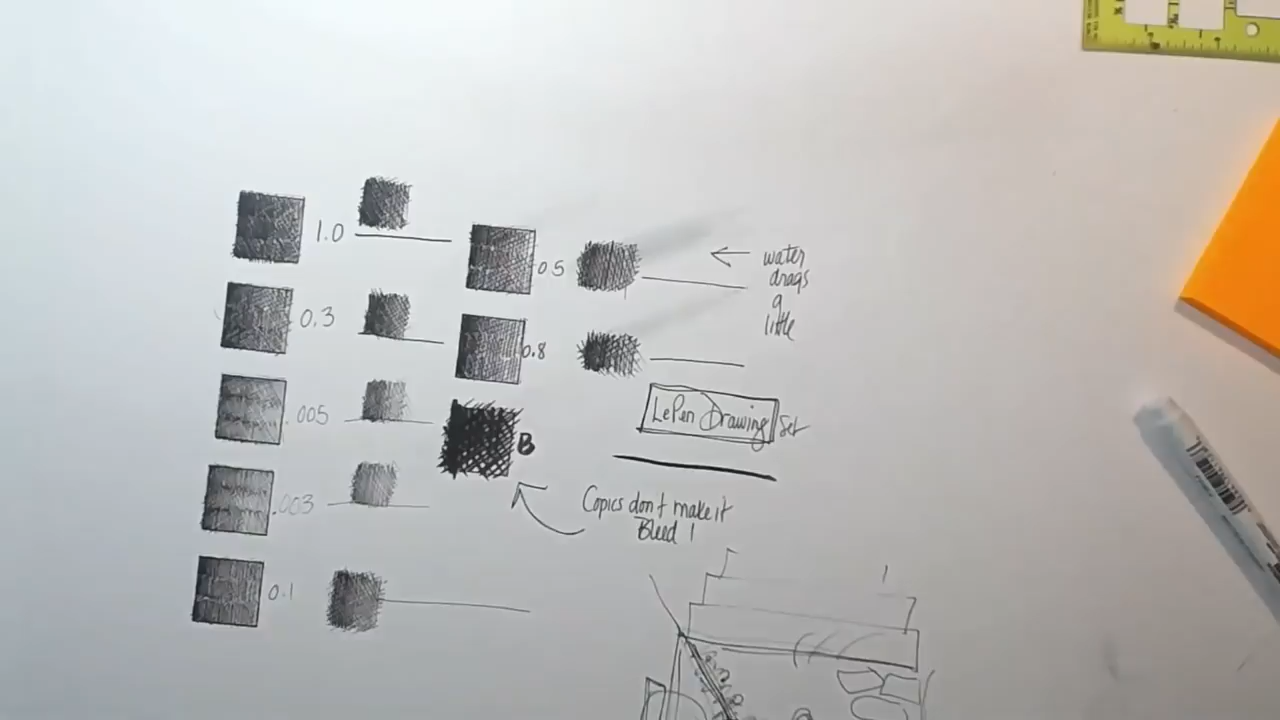 1.0
0.3
.005
.003
0.1
0.5
0.8
B
water
drags
a
little
LePen Drawing Set
Copics don't make it
Bleed !